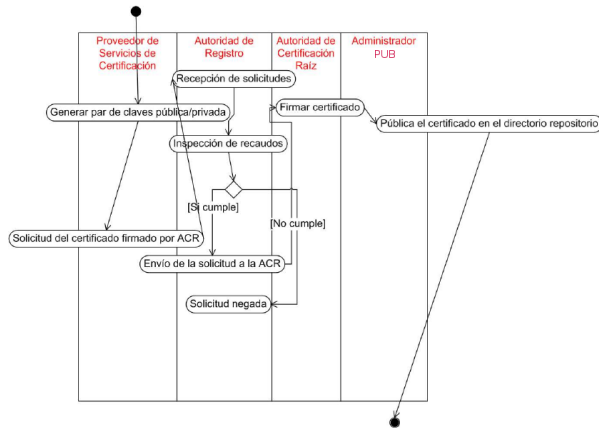 Proveedor de
Servicios de
Certificación
Autoridad de
Registro
Autoridad de
Certificación
Raíz
Administrador
PUB
Recepción de solicitudes
Generar par de claves pública/privada
Firmar certificado
Pública el certificado en el directorio repositorio
Inspección de recaudos
[Si cumple]
[No cumple]
Solicitud del certificado firmado por ACR
Envío de la solicitud a la ACR
Solicitud negada